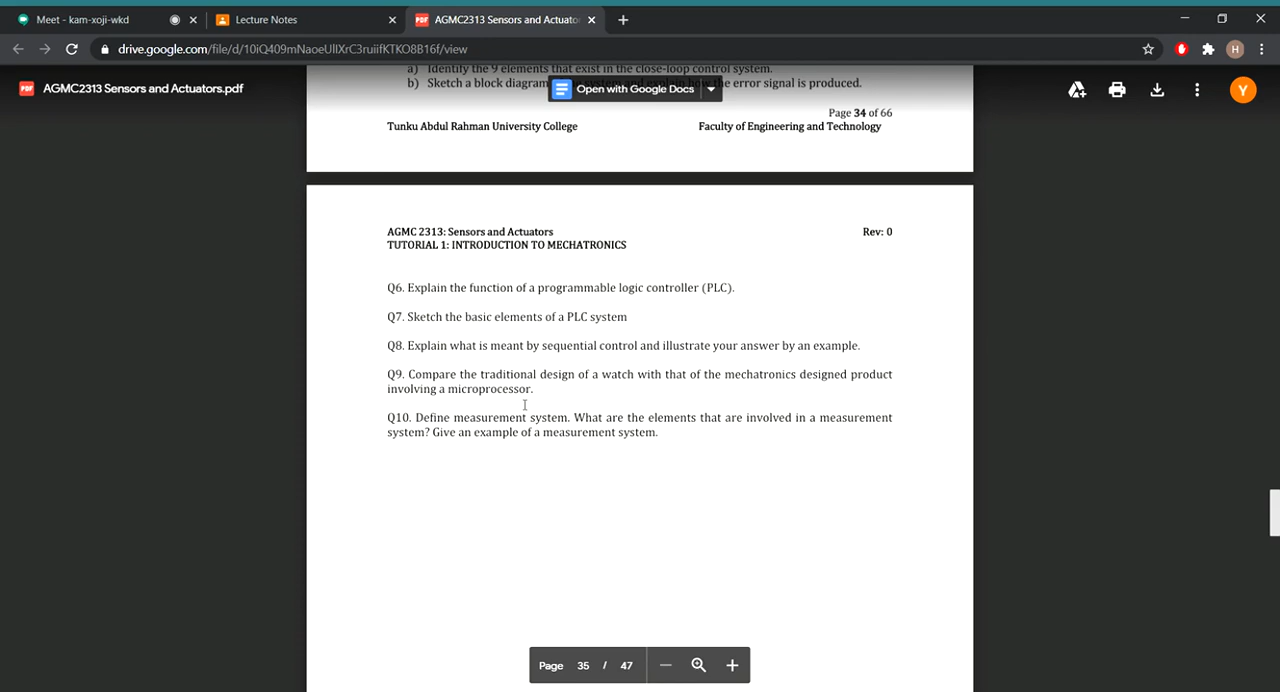 Meet - kam-xoji-wkd
Lecture Notes
PDF AGMC2313 Sensors and Actuato
drive.google.com/file/d/10iQ409mNaoeUllXrC3ruiifKTKO8B16f/view
H
PDF AGMC2313 Sensors and Actuators.pdf
Open with Google Docs
Y
a) Identify the 9 elements that exist in the close-loop control system.
b) Sketch a block diagram system and explain how the error signal is produced.
Page 34 of 66
Tunku Abdul Rahman University College Faculty of Engineering and Technology
AGMC 2313: Sensors and Actuators Rev: 0
TUTORIAL 1: INTRODUCTION TO MECHATRONICS
Q6. Explain the function of a programmable logic controller (PLC).
Q7. Sketch the basic elements of a PLC system
Q8. Explain what is meant by sequential control and illustrate your answer by an example.
Q9. Compare the traditional design of a watch with that of the mechatronics designed product
involving a microprocessor.
Q10. Define measurement system. What are the elements that are involved in a measurement
system? Give an example of a measurement system.
Page 35 / 47